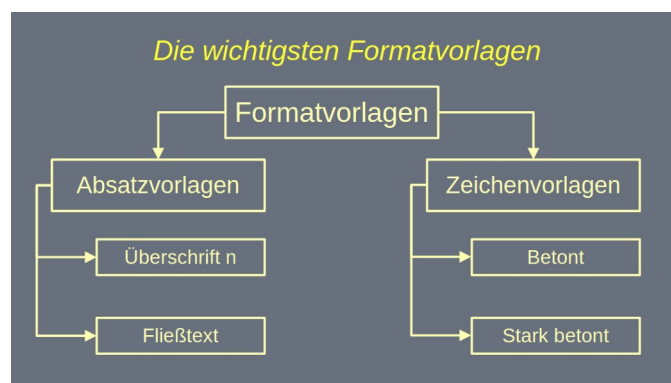 Die wichtigsten Formatvorlagen
Formatvorlagen
Absatzvorlagen
Zeichenvorlagen
Überschrift n
Betont
Fließtext
Stark betont